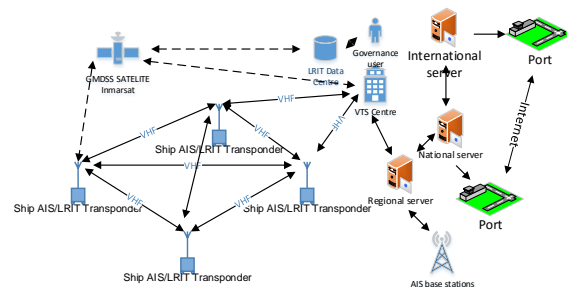 Governance
user
International
server
Port
GMDSS SATELITE
Inmarsat
LRIT Data
Centre
VHF
VTS Centre
VHF
Internet
VHF
VHF
Ship AIS/LRIT Transponder
National server
VHF
Ship AIS/LRIT Transponder
VHF
VHF
Ship AIS/LRIT Transponder
Regional server
Port
Ship AIS/LRIT Transponder
AIS base stations